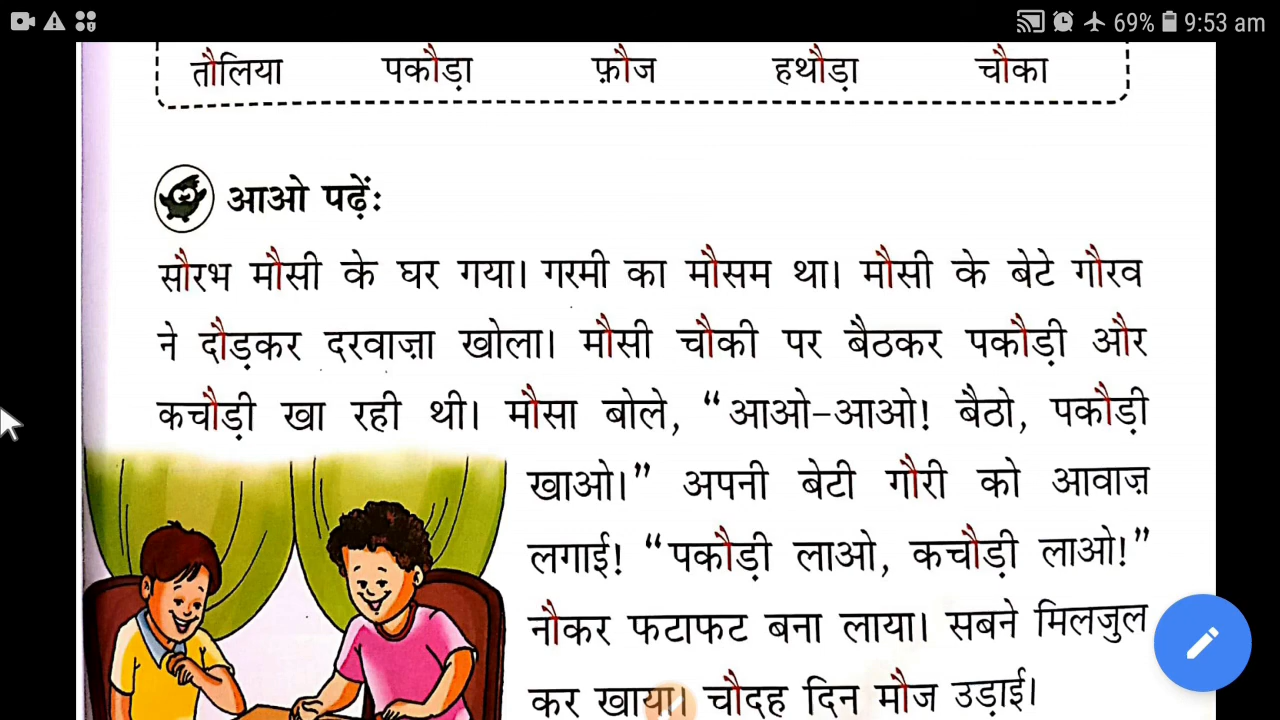 69% 9:53 am
तौलिया पकौड़ा फ़ौज हथौड़ा चौका
आओ पढ़ें:
सौरभ मौसी के घर गया। गरमी का मौसम था। मौसी के बेटे गौरव
ने दौड़कर दरवाज़ा खोला। मौसी चौकी पर बैठकर पकौड़ी और
कचौड़ी खा रही थी। मौसा बोले, “आओ-आओ! बैठो, पकौड़ी
खाओ।” अपनी बेटी गौरी को आवाज़
लगाई! “पकौड़ी लाओ, कचौड़ी लाओ!”
नौकर फटाफट बना लाया। सबने मिलजुल
कर खाया। चौदह दिन मौज उड़ाई।